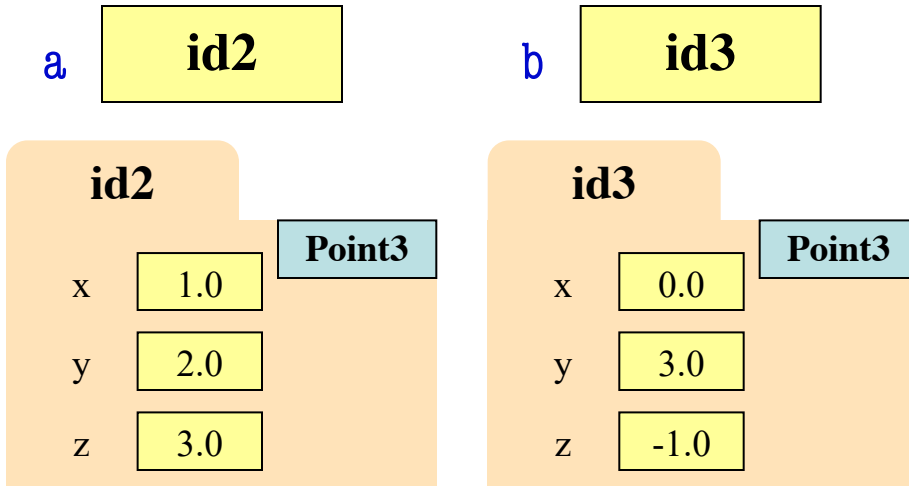 a id2
b id3
id2
Point3
x 1.0
y 2.0
z 3.0
id3
Point3
x 0.0
y 3.0
z -1.0